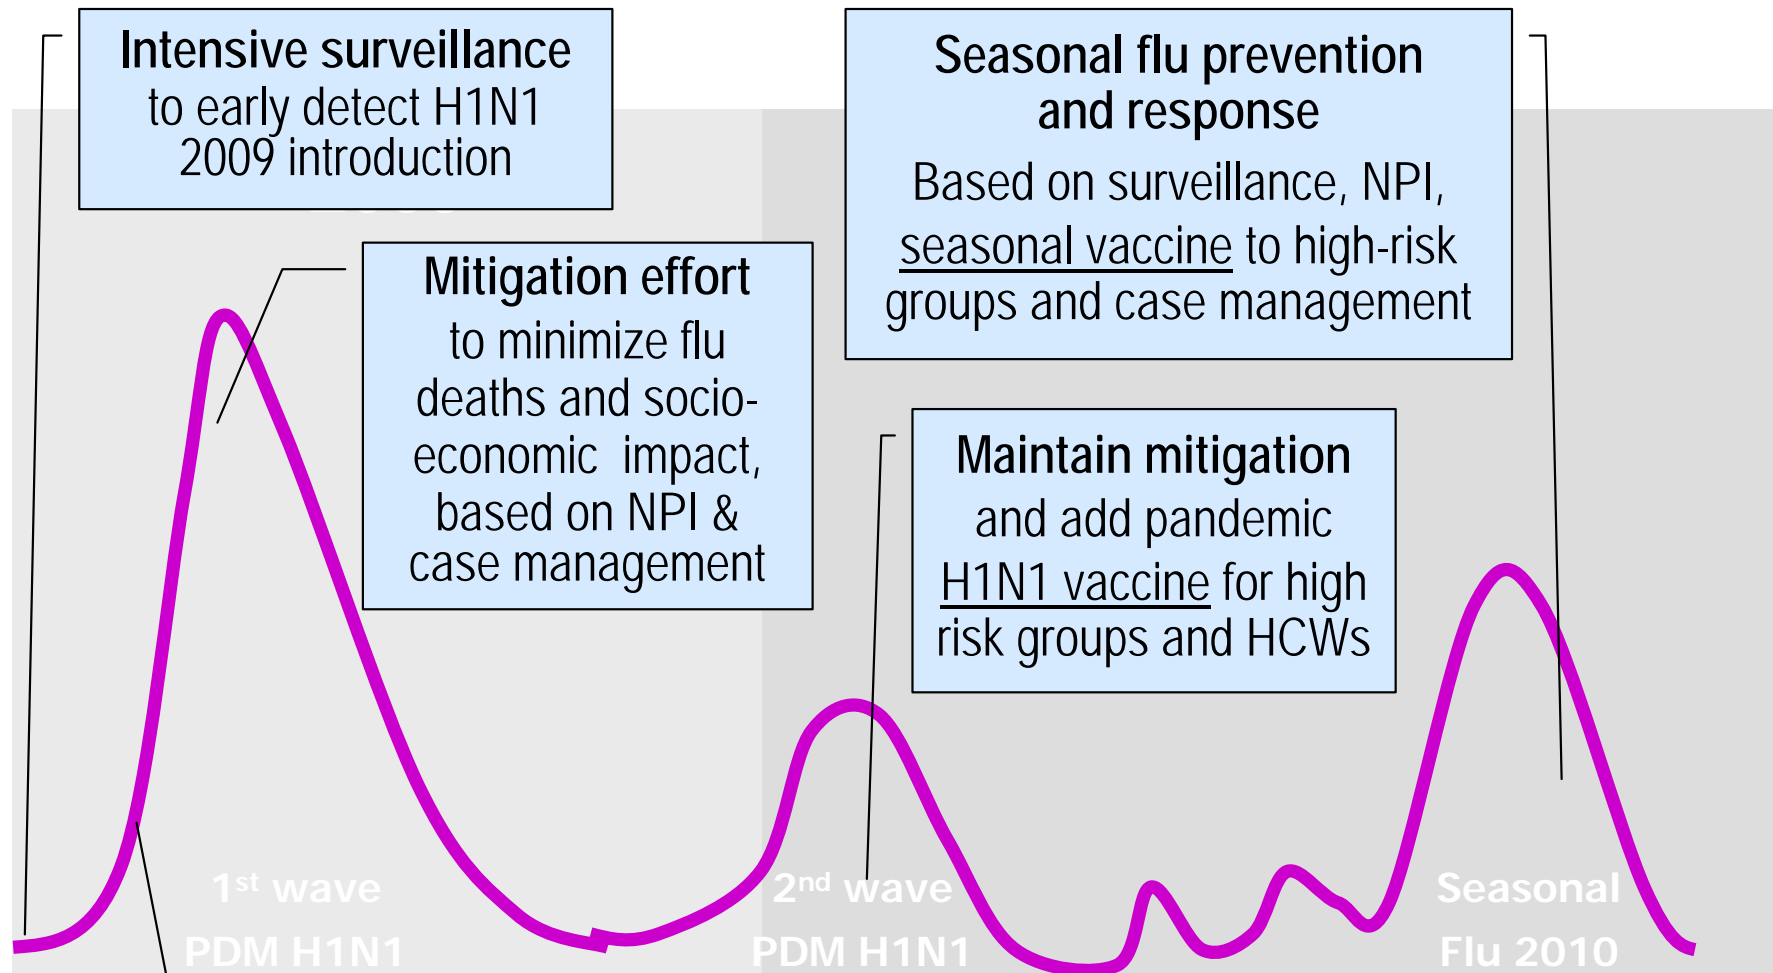 Intensive surveillance
to early detect H1N1
2009 introduction
Seasonal flu prevention
and response
Based on surveillance, NPI,
seasonal vaccine to high-risk
groups and case management
Mitigation effort
to minimize flu
deaths and socio-
economic impact,
based on NPI &
case management
Maintain mitigation
and add pandemic
H1N1 vaccine for high
risk groups and HCWs
1st wave
PDM H1N1
2nd wave
PDM H1N1
Seasonal
Flu 2010